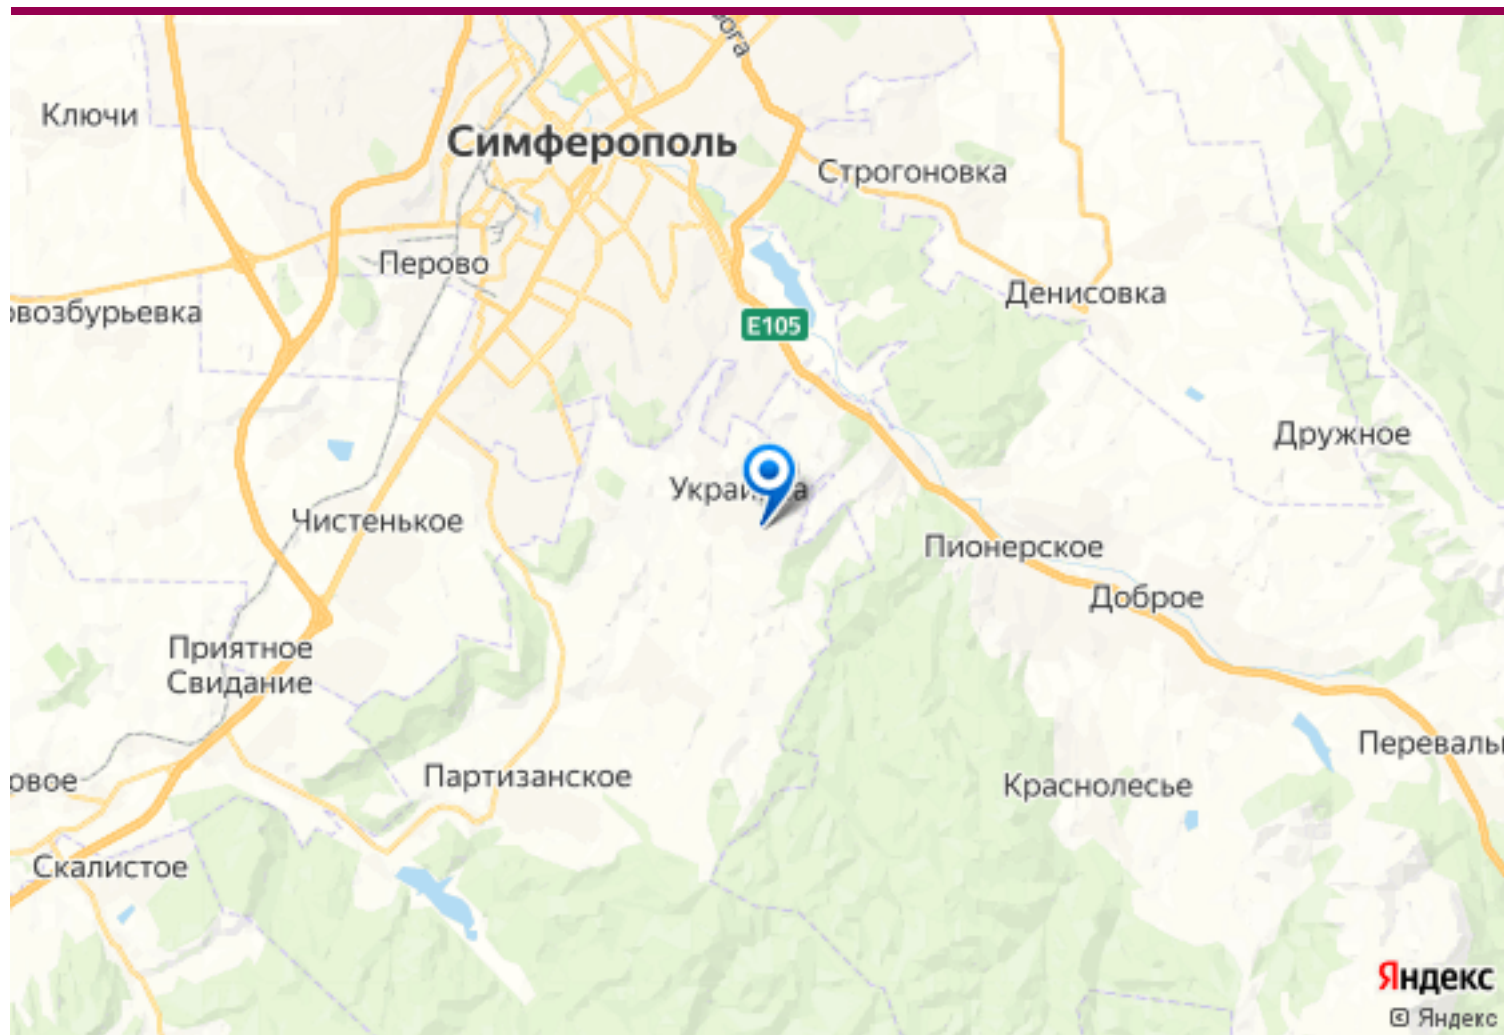 Ключи
Симферополь
Строгоновка
Перово
Денисовка
E105
Дружное
Чистенькое
Пионерское
Доброе
Приятное
Свидание
Партизанское
Краснолесье
Скалистое
Яндекс
© Яндекс